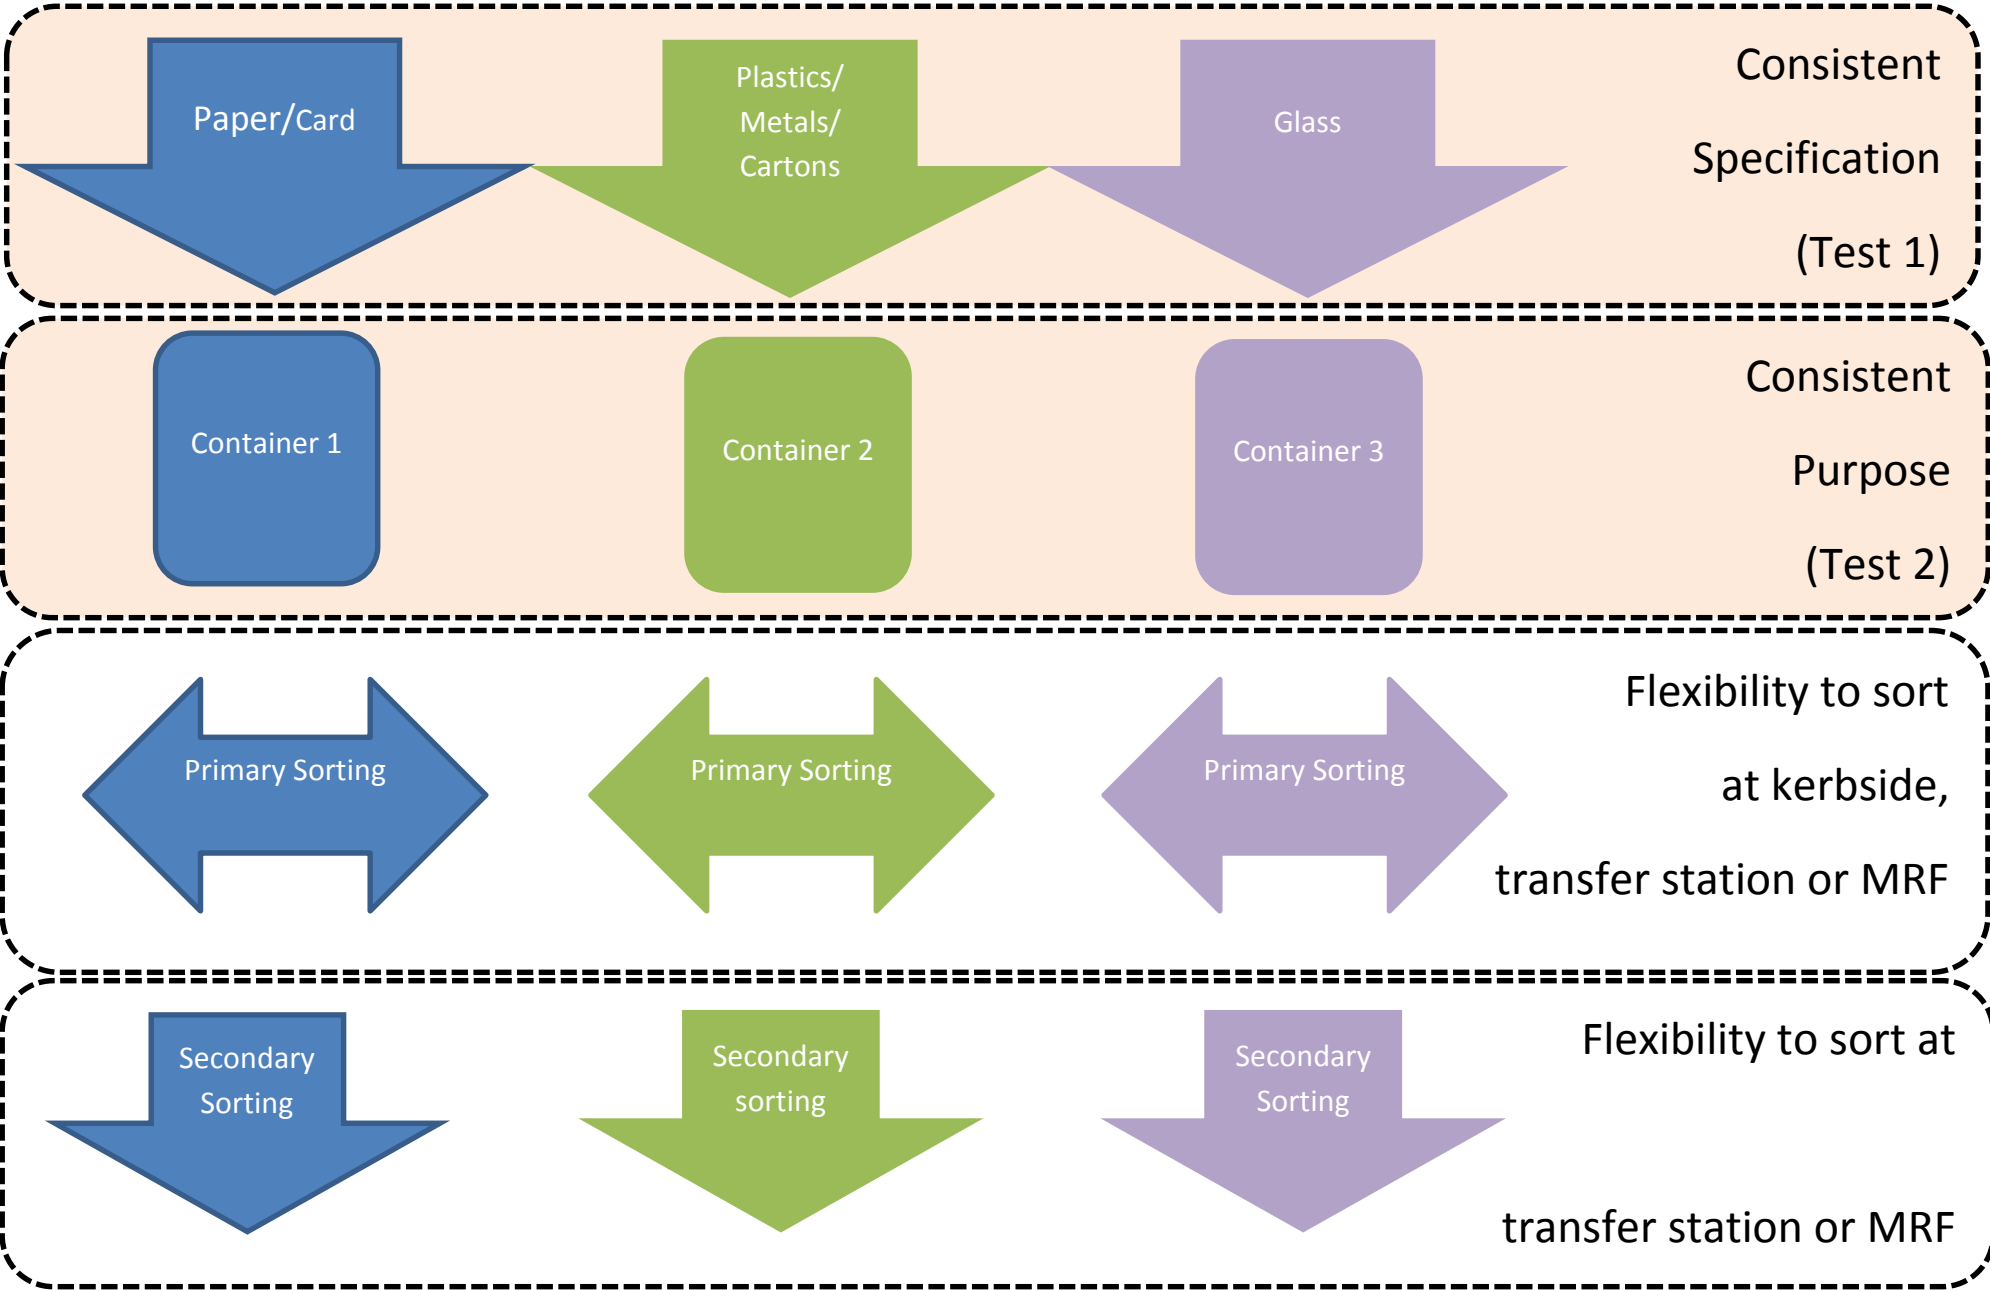 Paper/Card
Plastics/
Metals/
Cartons
Glass
Consistent
Specification
(Test 1)
Container 1
Container 2
Container 3
Consistent
Purpose
(Test 2)
Primary Sorting
Primary Sorting
Primary Sorting
Flexibility to sort
at kerbside,
transfer station or MRF
Secondary
Sorting
Secondary
sorting
Secondary
Sorting
Flexibility to sort at
transfer station or MRF